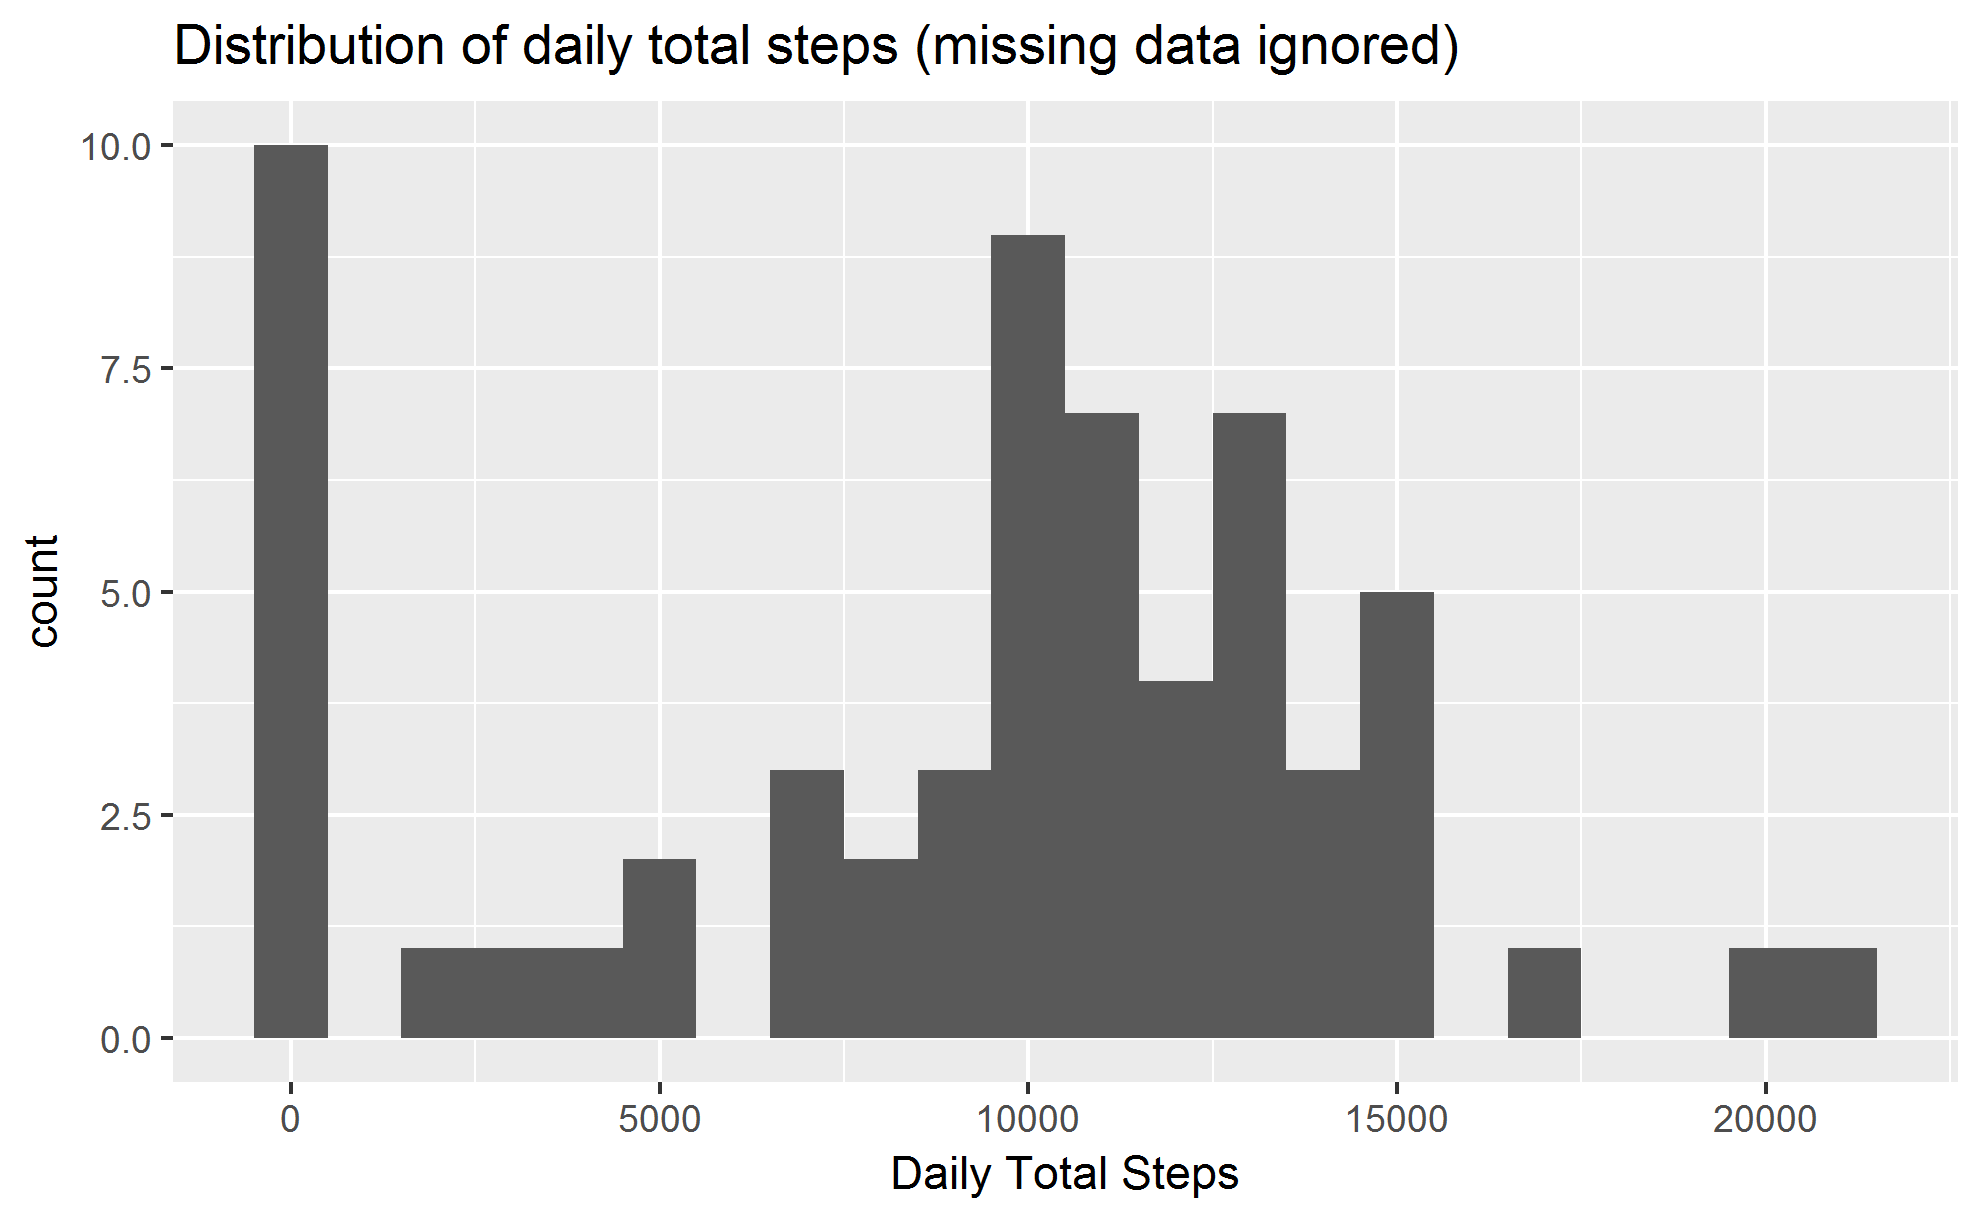 Distribution of daily total steps (missing data ignored)
10.0
7.5
5.0
2.5
0.0
count
0 5000 10000 15000 20000
Daily Total Steps